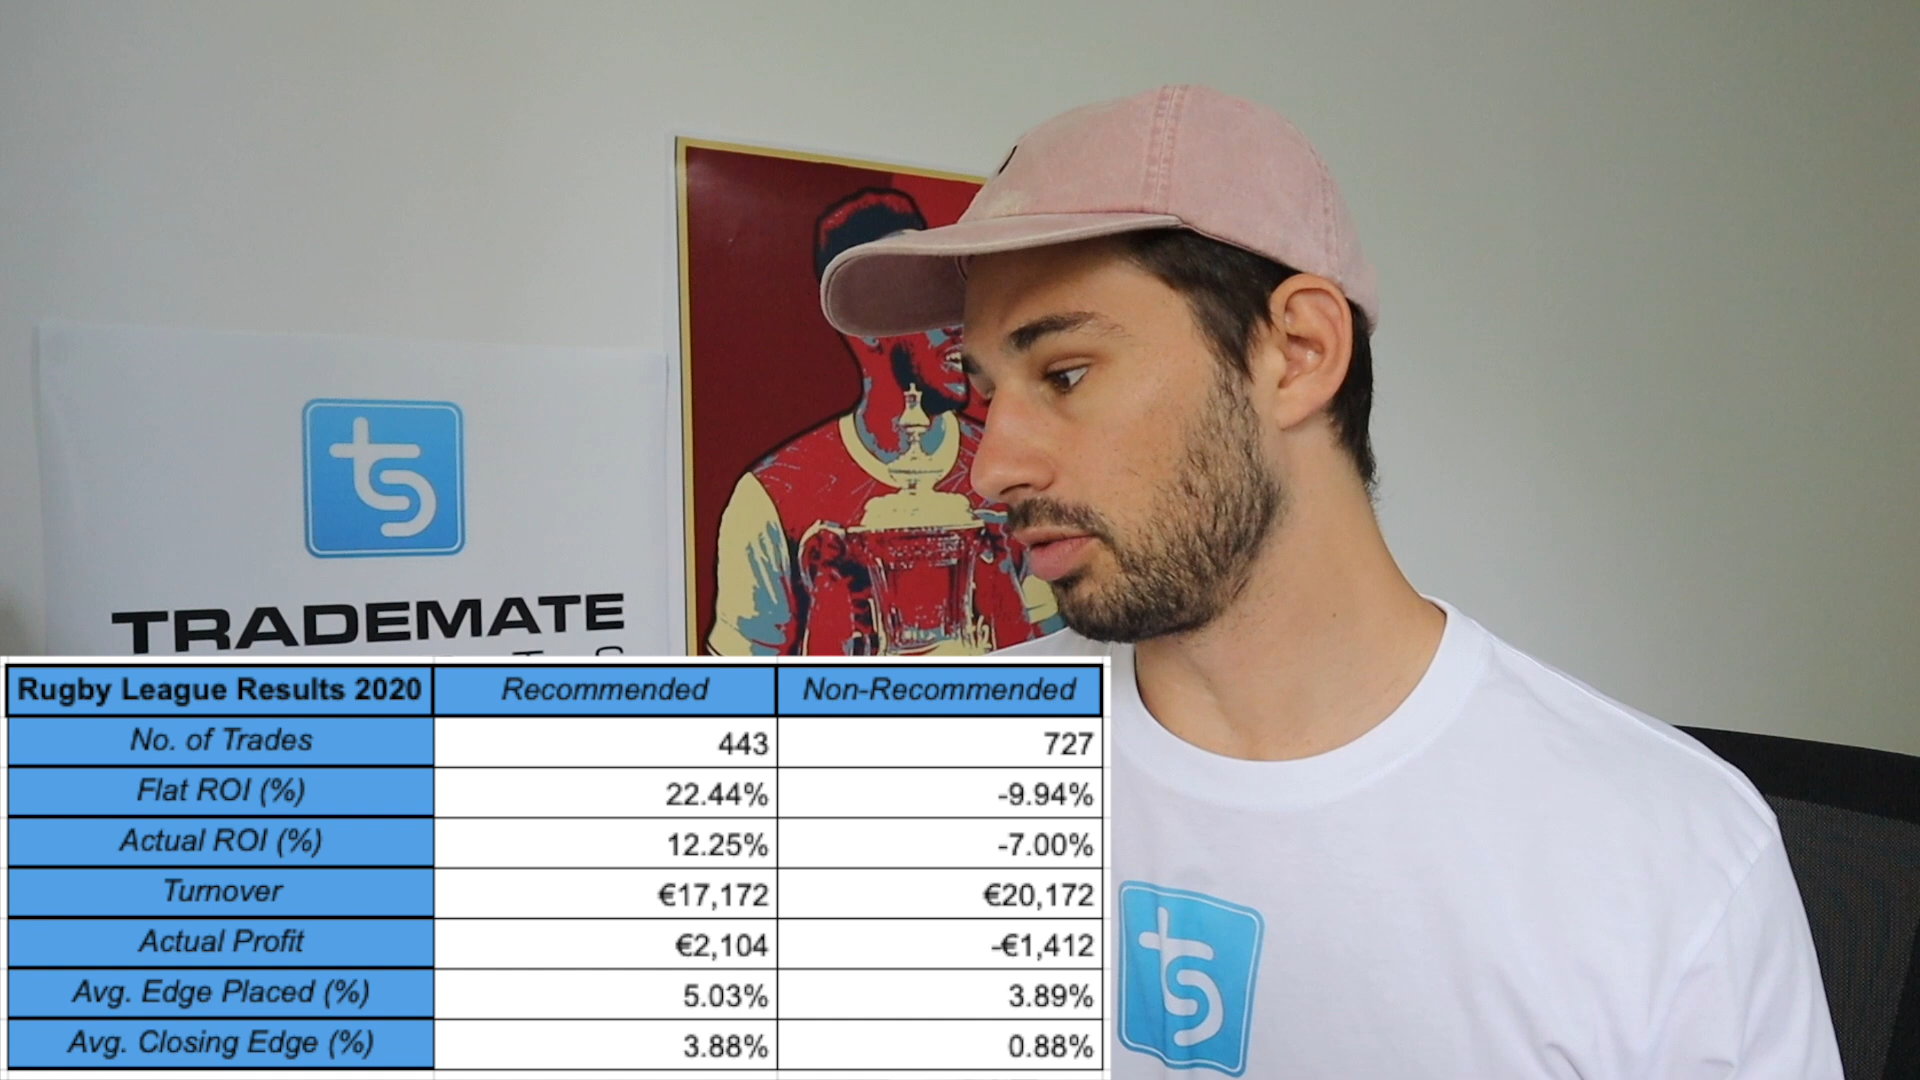 ts
TRADEMATE
Rugby League Results 2020 Recommended Non-Recommended
No. of Trades 443 727
Flat ROI (%) 22.44% -9.94%
Actual ROI (%) 12.25% -7.00%
Turnover €17,172 €20,172
Actual Profit €2,104 -€1,412
Avg. Edge Placed (%) 5.03% 3.89%
Avg. Closing Edge (%) 3.88% 0.88%
ts